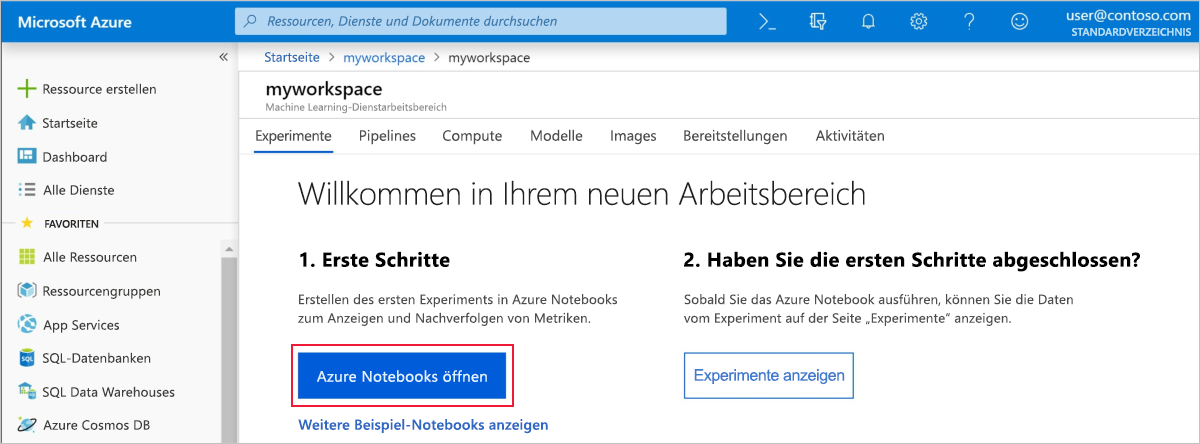 Microsoft Azure
Ressourcen, Dienste und Dokumente durchsuchen
user@contoso.com
STANDARDVERZEICHNIS
Startseite > myworkspace > myworkspace
myworkspace
Machine Learning-Dienstarbeitsbereich
Ressource erstellen
Startseite
Dashboard
Alle Dienste
FAVORITEN
Alle Ressourcen
Ressourcengruppen
App Services
SQL-Datenbanken
SQL Data Warehouses
Azure Cosmos DB
Experimente Pipelines Compute Modelle Images Bereitstellungen Aktivitäten
Willkommen in Ihrem neuen Arbeitsbereich
1. Erste Schritte
Erstellen des ersten Experiments in Azure Notebooks
zum Anzeigen und Nachverfolgen von Metriken.
Azure Notebooks öffnen
Weitere Beispiel-Notebooks anzeigen
2. Haben Sie die ersten Schritte abgeschlossen?
Sobald Sie das Azure Notebook ausführen, können Sie die Daten
vom Experiment auf der Seite „Experimente“ anzeigen.
Experimente anzeigen